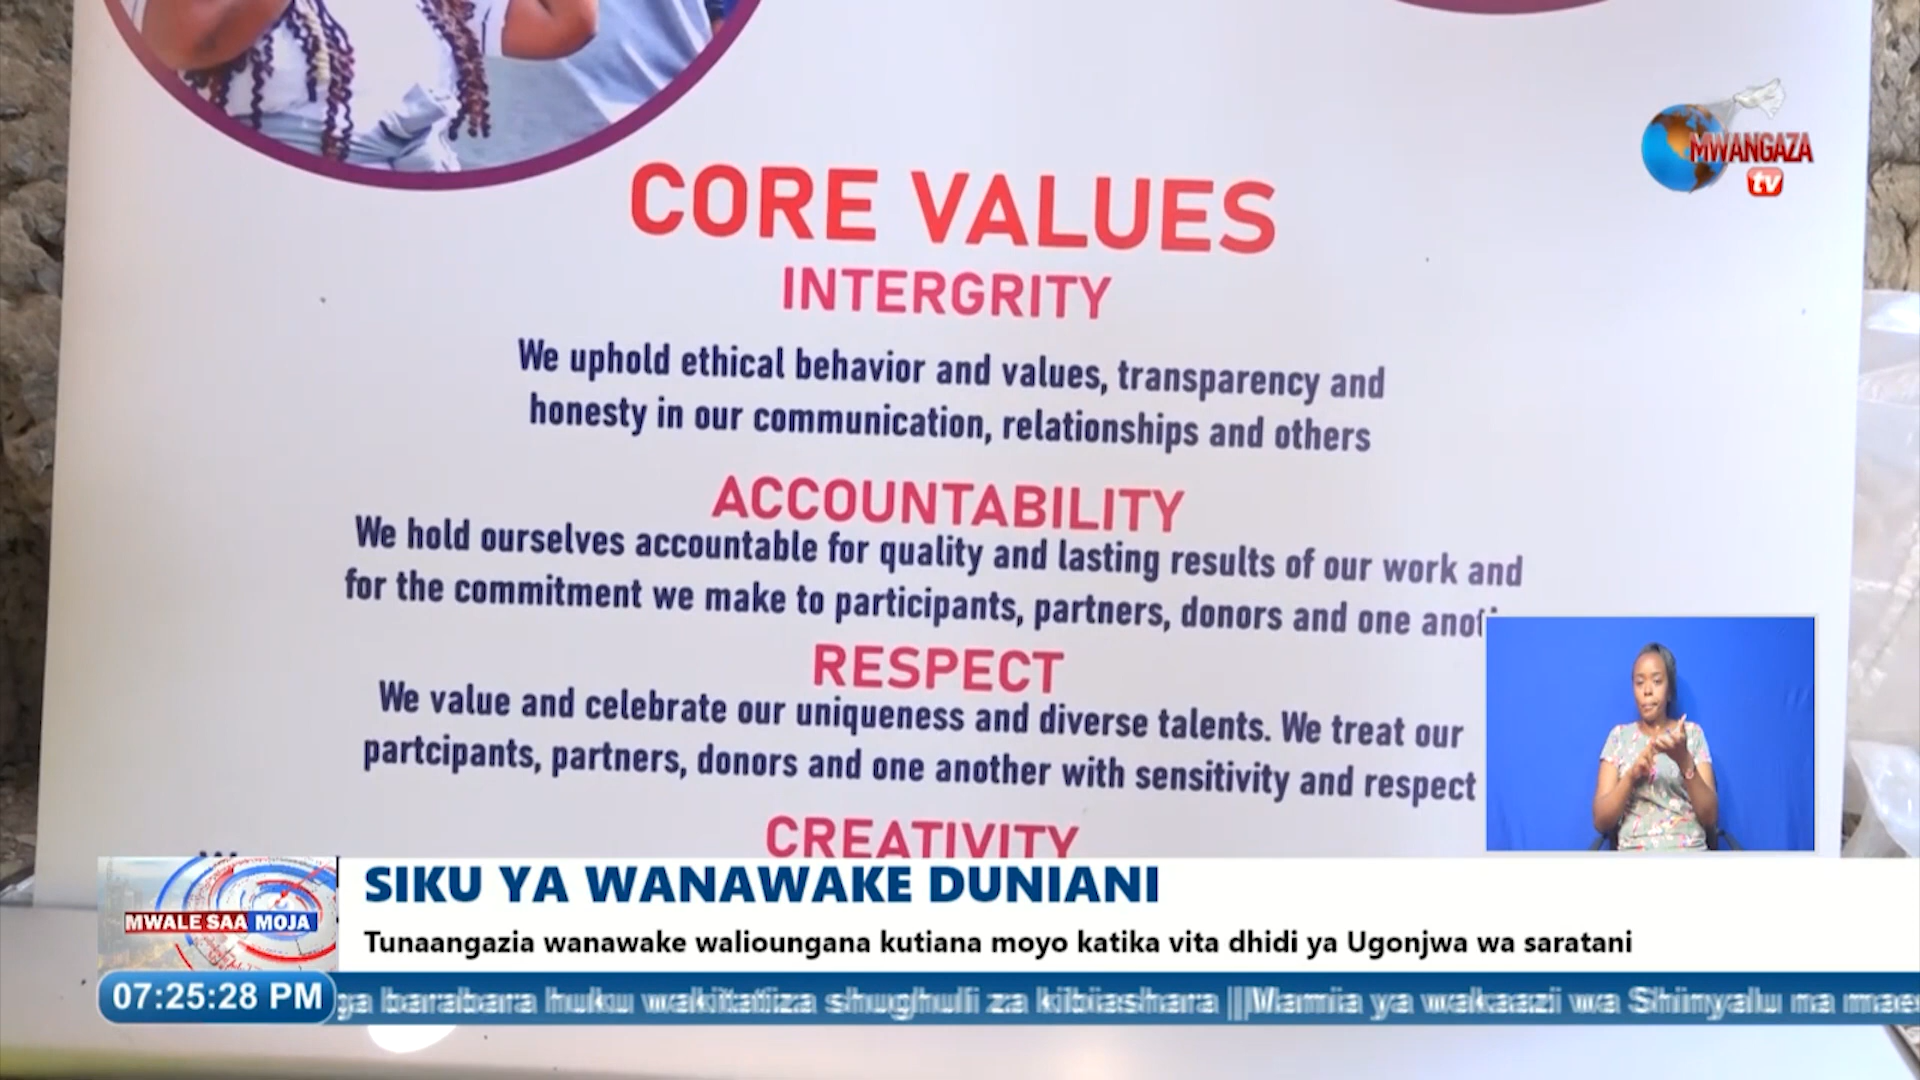 MWANGAZA
tv
CORE VALUES
INTERGRITY
We uphold ethical behavior and values, transparency and
honesty in our communication, relationships and others
ACCOUNTABILITY
We hold ourselves accountable for quality and lasting results of our work and
for the commitment we make to participants, partners, donors and one
RESPECT
We value and celebrate our uniqueness and diverse talents. We treat our
partcipants, partners, donors and one another with sensitivity and respect
CREATIVITY
SIKU YA WANAWAKE DUNIANI
MWALE SAA MOJA
Tunaangazia wanawake walioungana kutiana moyo katika vita dhidi ya Ugonjwa wa saratani
07:25:28 PM
barabara huku wakitatiza shughuli za kibiashara ||Mamia ya wakaazi wa Shinyalu na